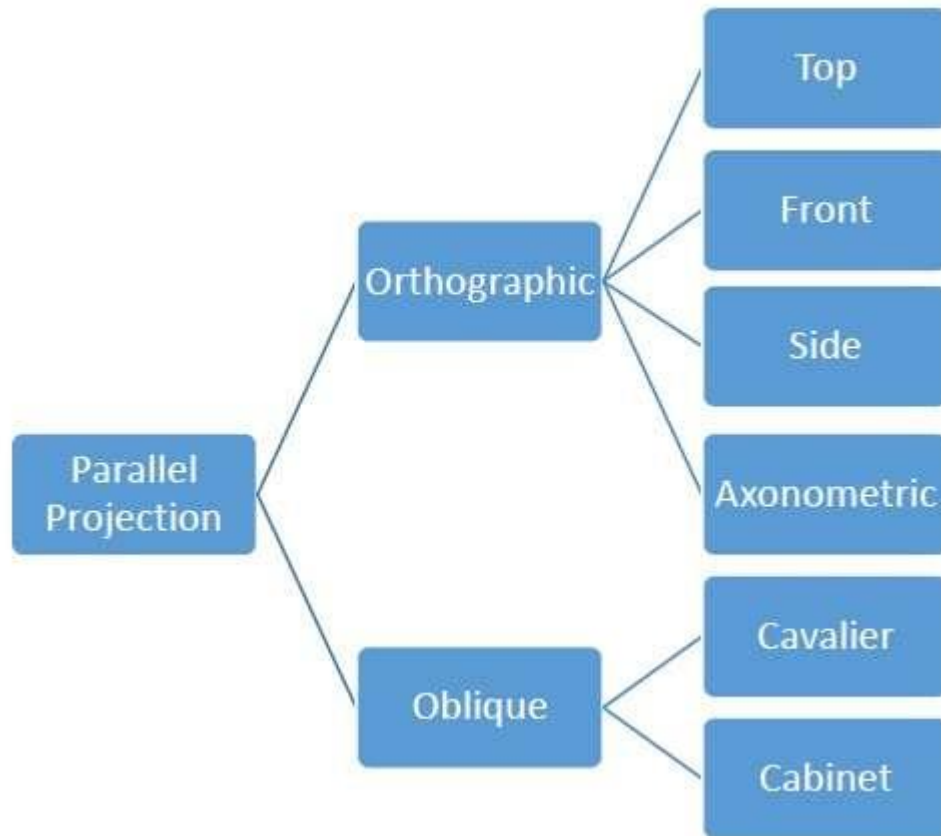 Top
Front
Orthographic
Side
Parallel
Projection
Axonometric
Cavalier
Oblique
Cabinet